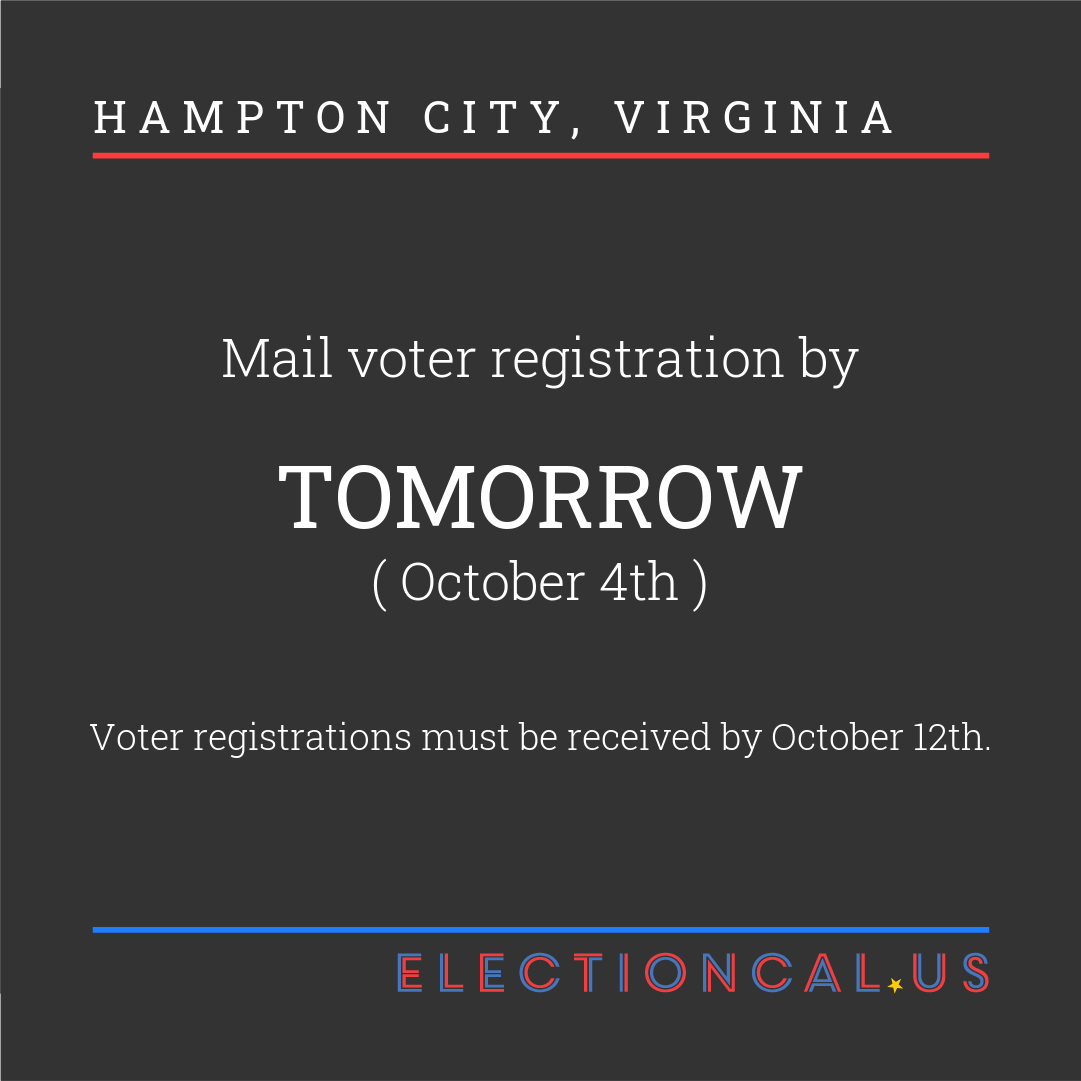 HAMPTON CITY, VIRGINIA
Mail voter registration by
TOMORROW
( October 4th )
Voter registrations must be received by October 12th.
ELECTIONCAL.US